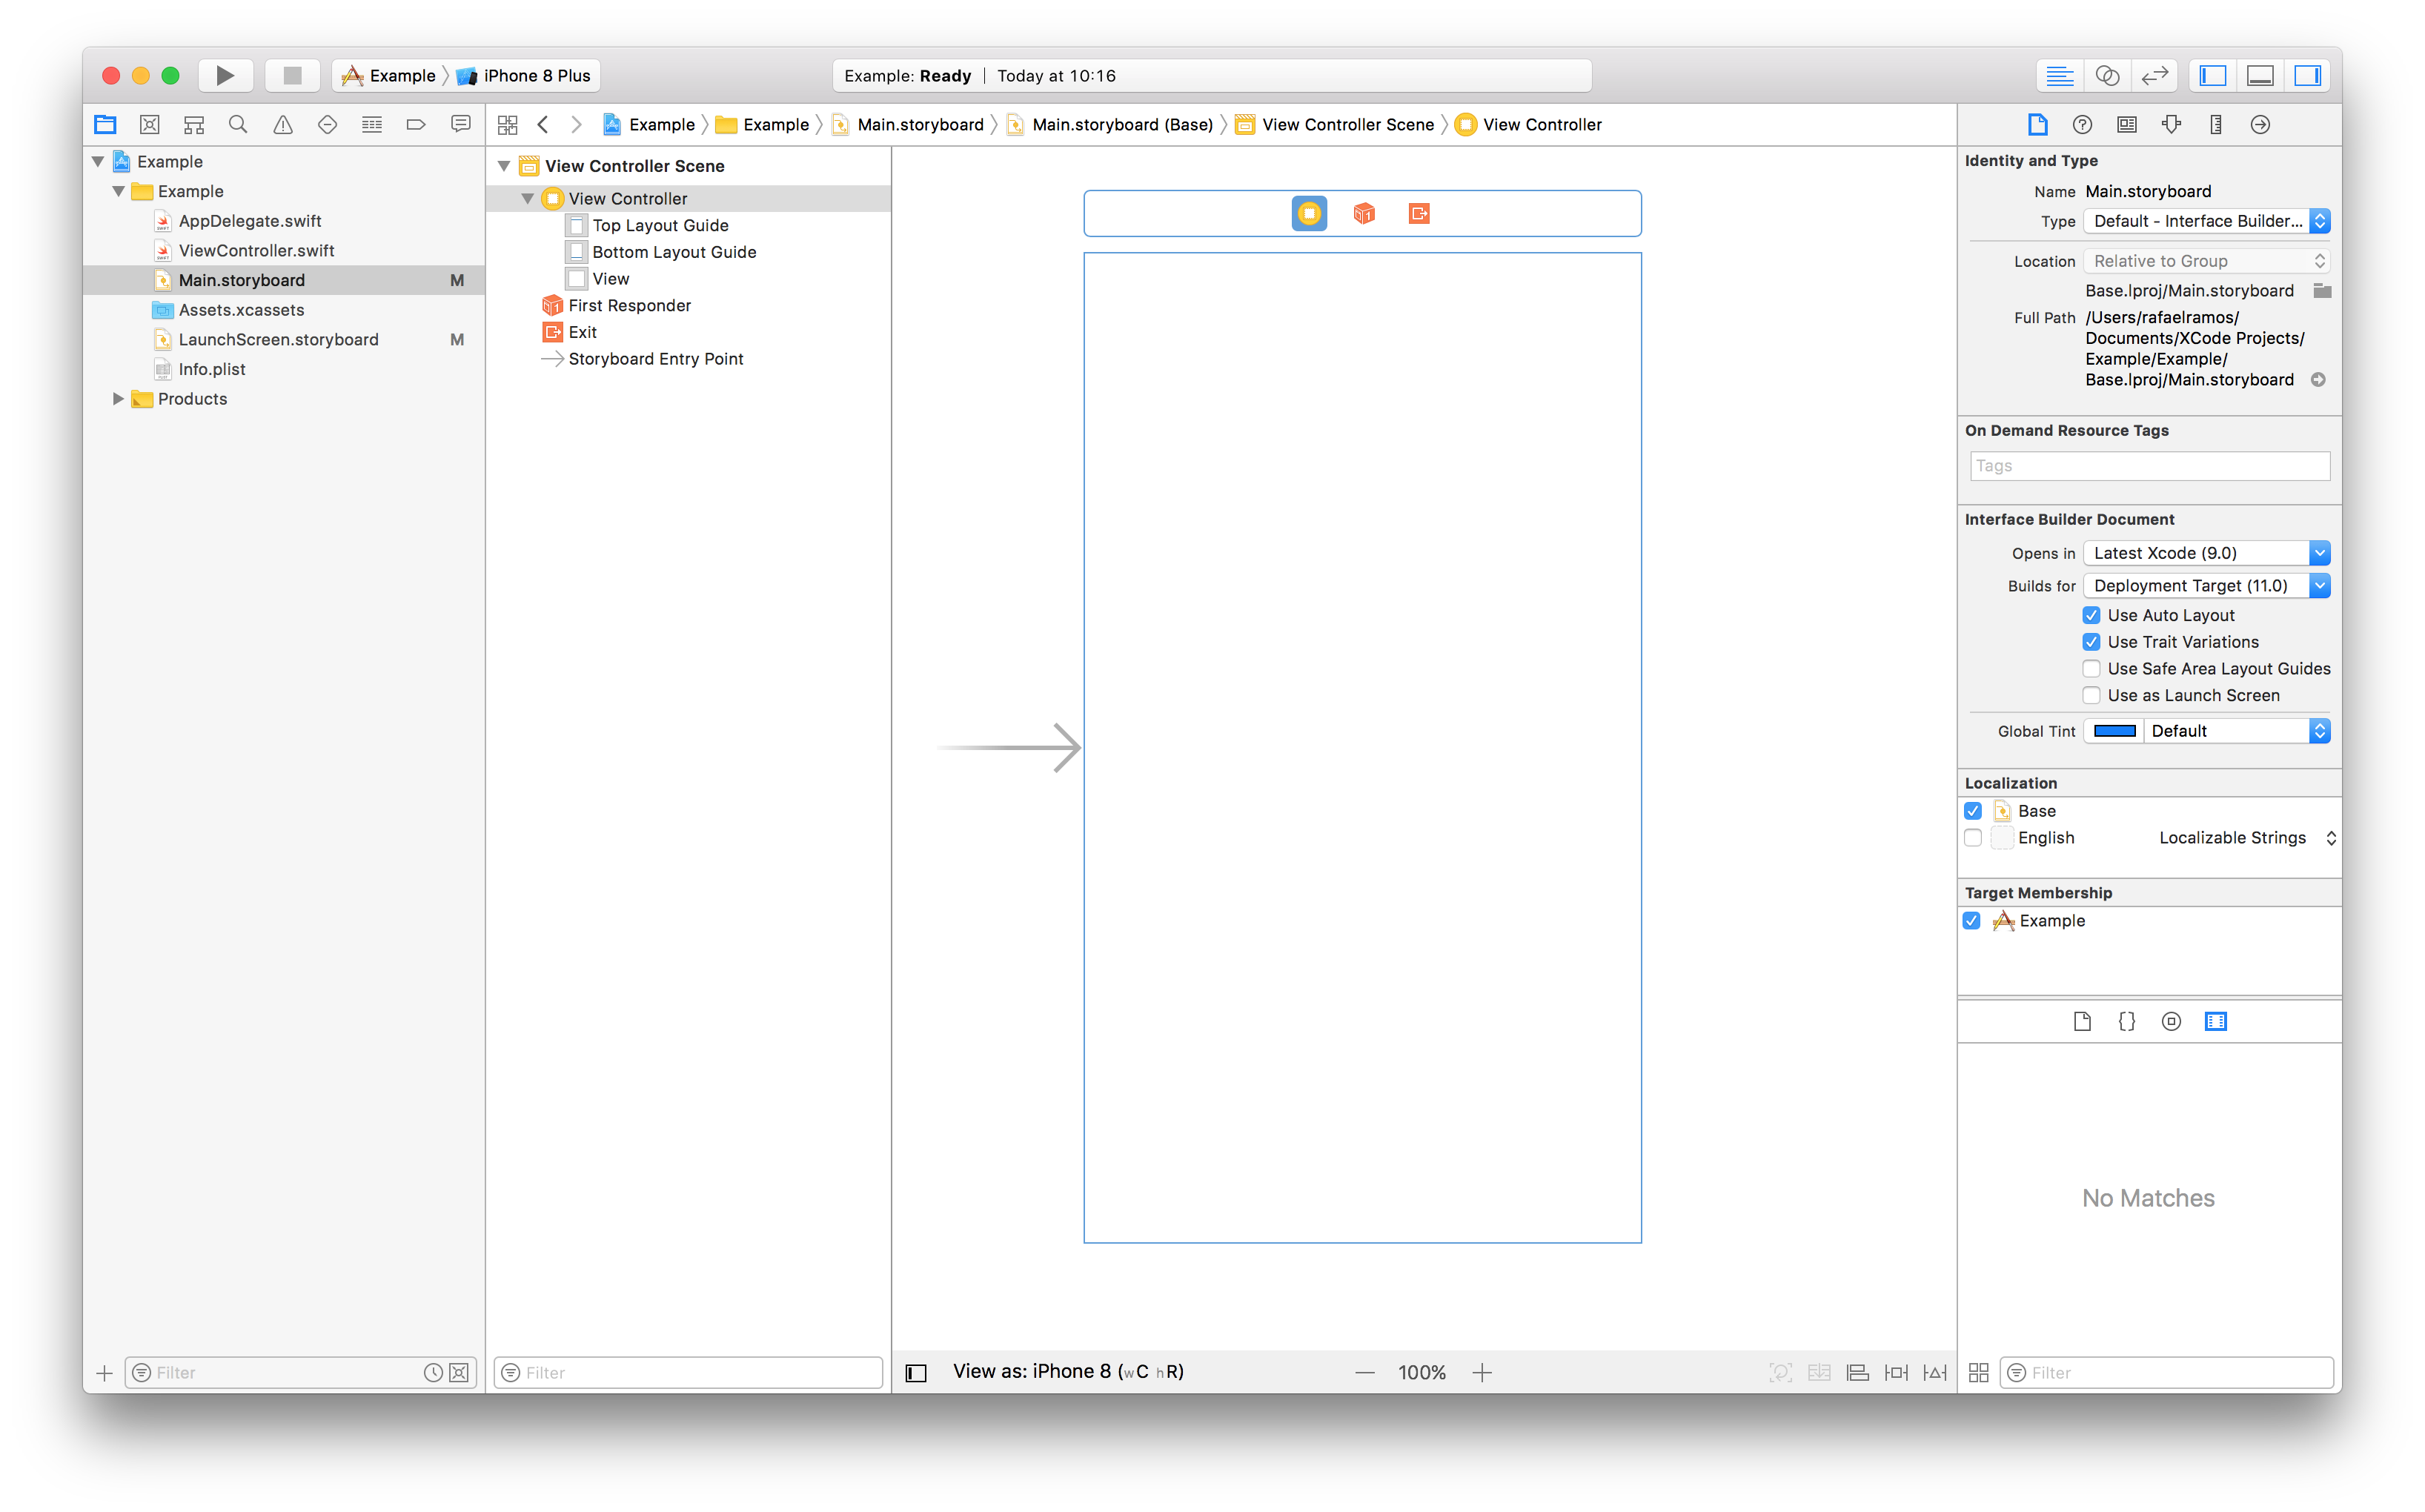 Example 〉 iPhone 8 Plus
Example: Ready | Today at 10:16
Example 〉 Example 〉 Main.storyboard 〉 Main.storyboard (Base) 〉 View Controller Scene 〉 View Controller
Example
Example
AppDelegate.swift
ViewController.swift
Main.storyboard M
Assets.xcassets
LaunchScreen.storyboard M
Info.plist
Products
Filter
View Controller Scene
View Controller
Top Layout Guide
Bottom Layout Guide
View
First Responder
Exit
Storyboard Entry Point
Filter
View as: iPhone 8 (wC hR)
100%
Identity and Type
Name Main.storyboard
Type Default - Interface Builder...
Location Relative to Group
Base.lproj/Main.storyboard
Full Path /Users/rafaelramos/
Documents/XCode Projects/
Example/Example/
Base.lproj/Main.storyboard
On Demand Resource Tags
Tags
Interface Builder Document
Opens in Latest Xcode (9.0)
Builds for Deployment Target (11.0)
Use Auto Layout
Use Trait Variations
Use Safe Area Layout Guides
Use as Launch Screen
Global Tint Default
Localization
Base
English Localizable Strings
Target Membership
Example
No Matches
Filter